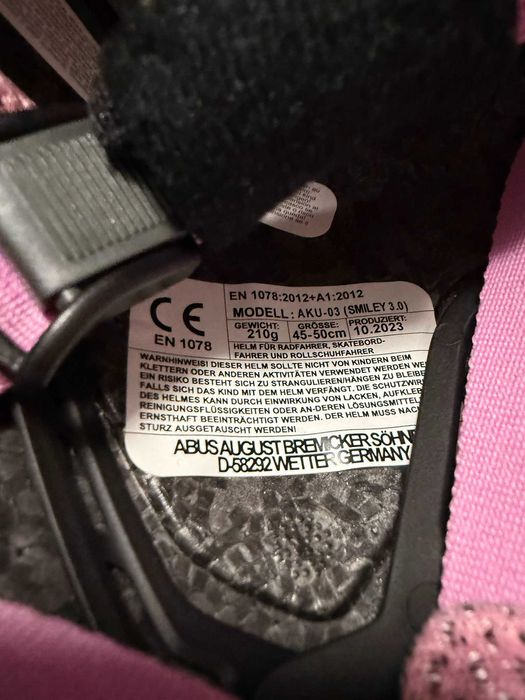 CE
EN 1078
EN 1078:2012+A1:2012
MODELL: AKU-03 (SMILEY 3.0)
GEWICHT: GRÖSSE: PRODUZIERT:
210g 45-50cm 10.2023
HELM FÜR RADFAHRER, SKATEBORD-
FAHRER UND ROLLSCHUHFAHRER
WARNHINWEIS! DIESER HELM SOLLTE NICHT VON KINDERN BEIM
KLETTERN ODER ANDEREN AKTIVITÄTEN VERWENDET WERDEN
EIN RISIKO BESTEHT SICH ZU STRANGULIEREN/HÄNGEN ZU
FALLS SICH DAS KIND MIT DEM HELM VERFÄNGT. DIE
DES HELMES KANN DURCH EINWIRKUNG VON LACKEN,
REINIGUNGSFLÜSSIGKEITEN ODER AN-DEREN
ERNSTHAFT BEEINTRÄCHTIGT WERDEN. DER HELM MUSS
STURZ AUSGETAUSCHT WERDEN!
ABUS AUGUST BREMICKER
D-58292 WETTER GERMANY